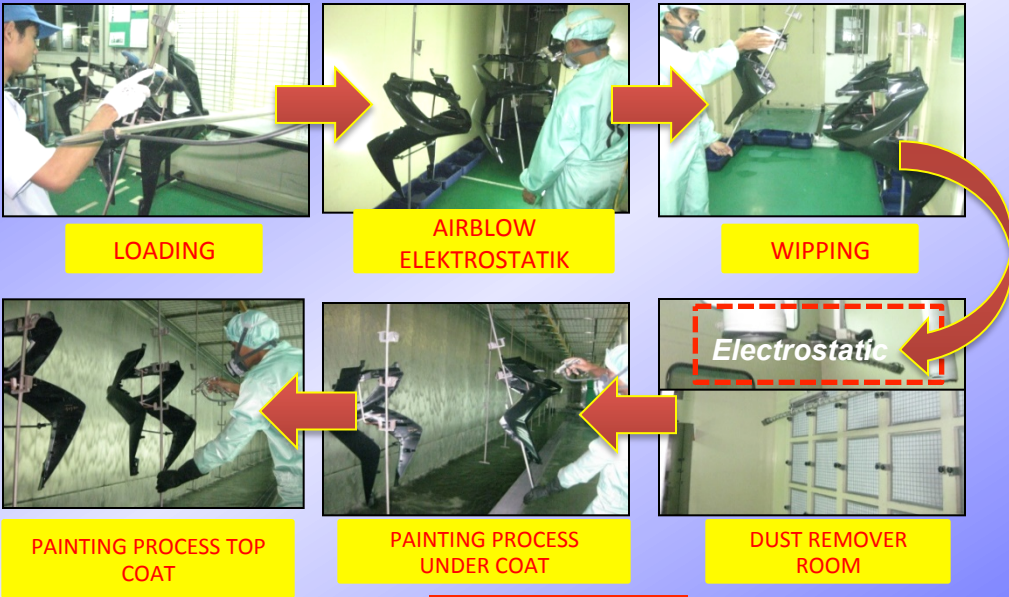 LOADING
AIRBLOW
ELEKTROSTATIK
WIPPING
Electrostatic
PAINTING PROCESS TOP
COAT
PAINTING PROCESS
UNDER COAT
DUST REMOVER
ROOM